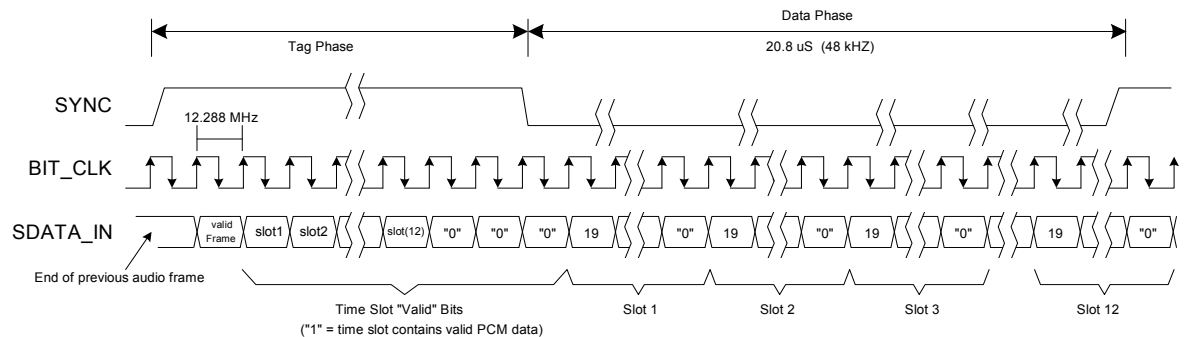 Data Phase
Tag Phase
20.8 uS (48 kHZ)
SYNC
12.288 MHz
BIT_CLK
SDATA_IN
valid Frame
slot1
slot2
slot(12)
"0"
"0"
"0"
19
"0"
19
"0"
19
"0"
19
"0"
End of previous audio frame
Time Slot "Valid" Bits
("1" = time slot contains valid PCM data)
Slot 1
Slot 2
Slot 3
Slot 12